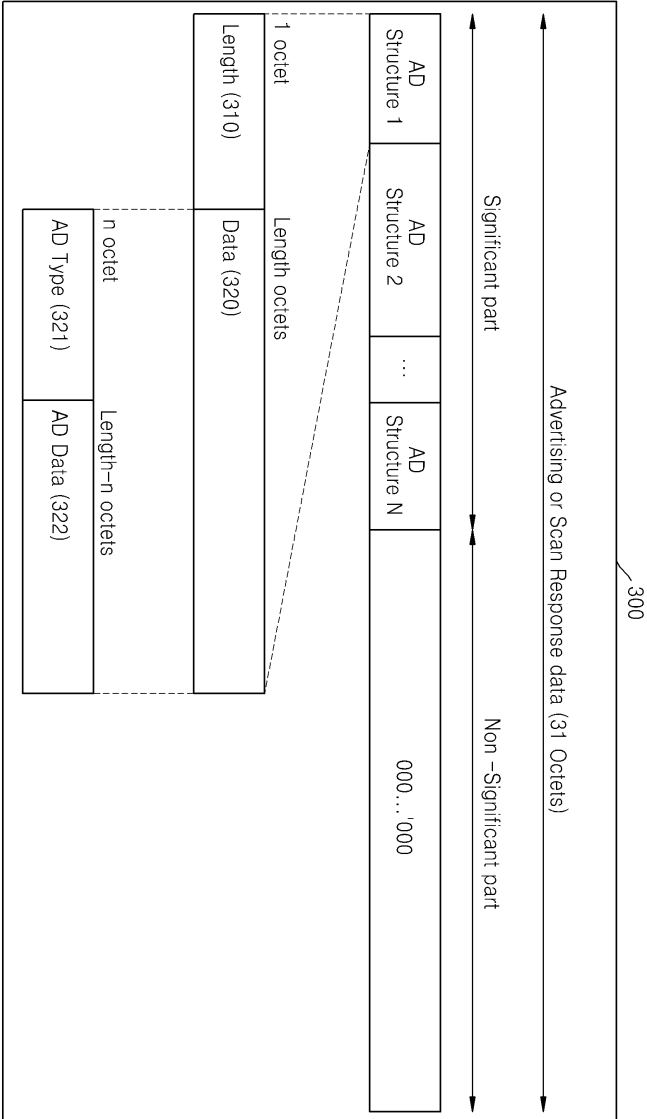 300
Advertising or Scan Response data (31 Octets)
Significant part
Non -Significant part
AD
Structure 1
AD
Structure 2
...
AD
Structure N
000...'000
1 octet
Length octets
Length (310)
Data (320)
n octet
Length-n octets
AD Type (321)
AD Data (322)